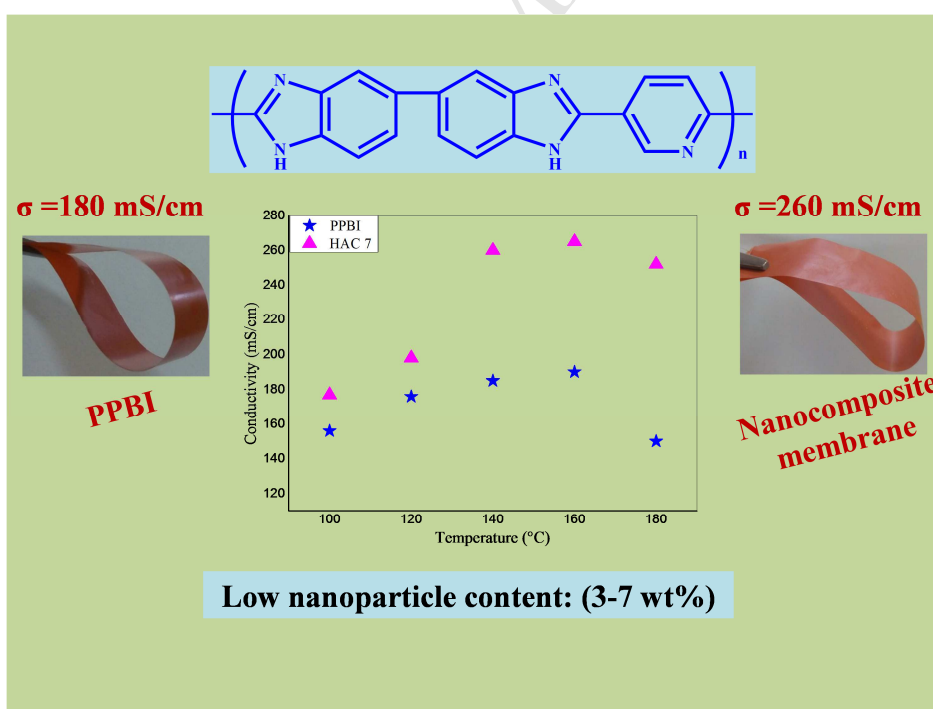 N
N
N
H
N
H
N
n
σ =180 mS/cm
σ =260 mS/cm
PPBI
Nanocomposite
membrane
PPBI
HAC 7
280
260
240
220
200
180
160
140
120
Conductivity (mS/cm)
100
120
140
160
180
Temperature (°C)
Low nanoparticle content: (3-7 wt%)